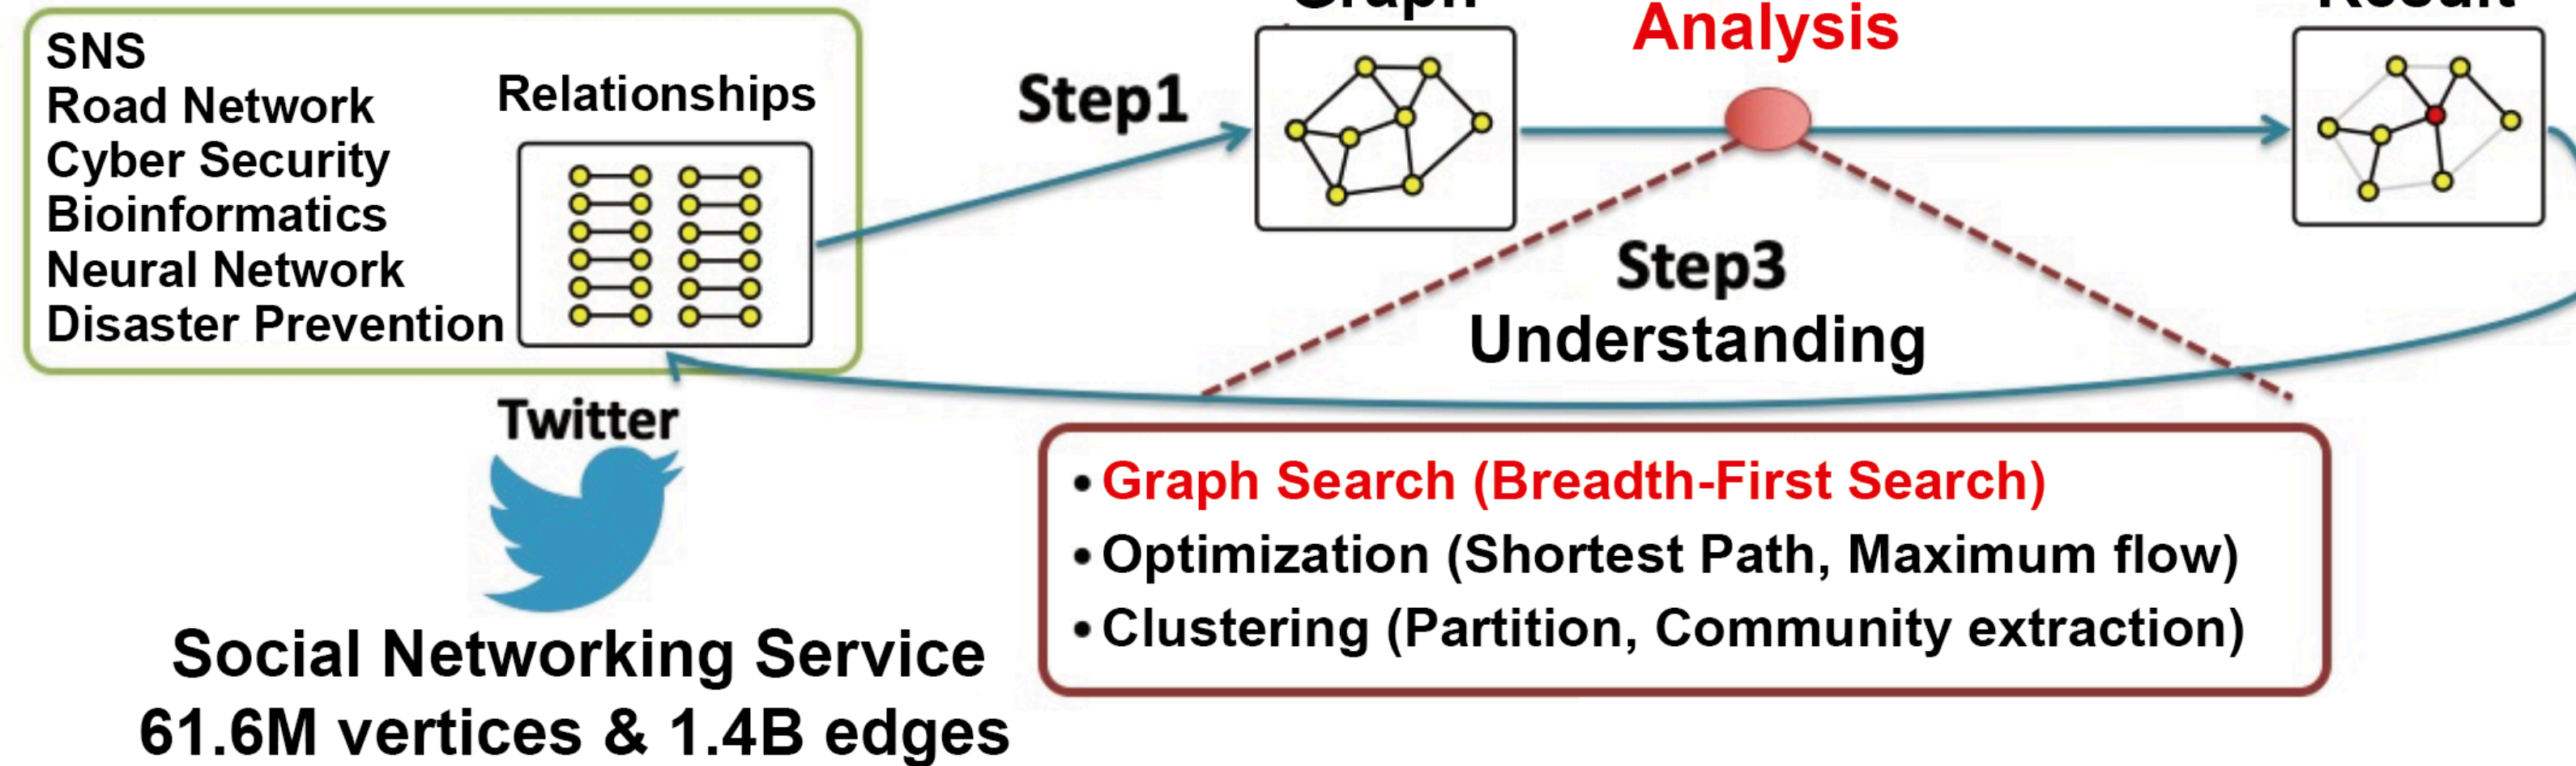 Graph
Analysis
Result
SNS
Road Network
Cyber Security
Bioinformatics
Neural Network
Disaster Prevention
Relationships
Step1
Step3
Understanding
Twitter
Social Networking Service
61.6M vertices & 1.4B edges
• Graph Search (Breadth-First Search)
• Optimization (Shortest Path, Maximum flow)
• Clustering (Partition, Community extraction)